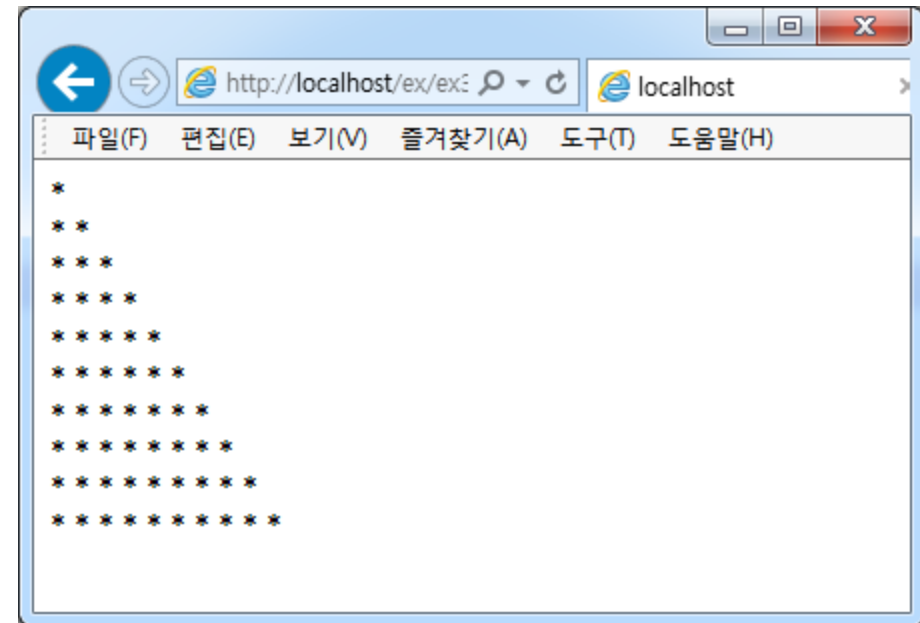 http://localhost/ex/ex3
localhost
파일(F) 편집(E) 보기(V) 즐겨찾기(A) 도구(T) 도움말(H)
*
* *
* * *
* * * *
* * * * *
* * * * * *
* * * * * * *
* * * * * * * *
* * * * * * * * *
* * * * * * * * * *